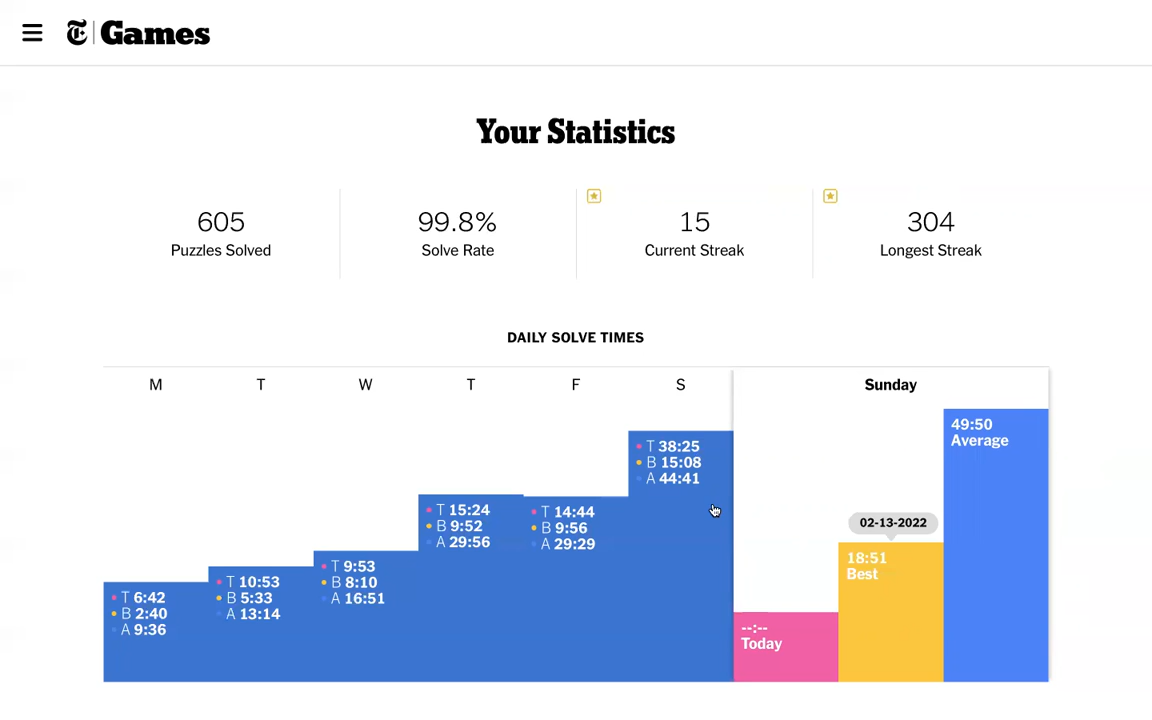 T Games
Your Statistics
605
Puzzles Solved
99.8%
Solve Rate
15
Current Streak
304
Longest Streak
DAILY SOLVE TIMES
M T W T F S Sunday
T 6:42
B 2:40
A 9:36
T 10:53
B 5:33
A 13:14
T 9:53
B 8:10
A 16:51
T 15:24
B 9:52
A 29:56
T 14:44
B 9:56
A 29:29
T 38:25
B 15:08
A 44:41
--:--
Today
02-13-2022
18:51
Best
49:50
Average